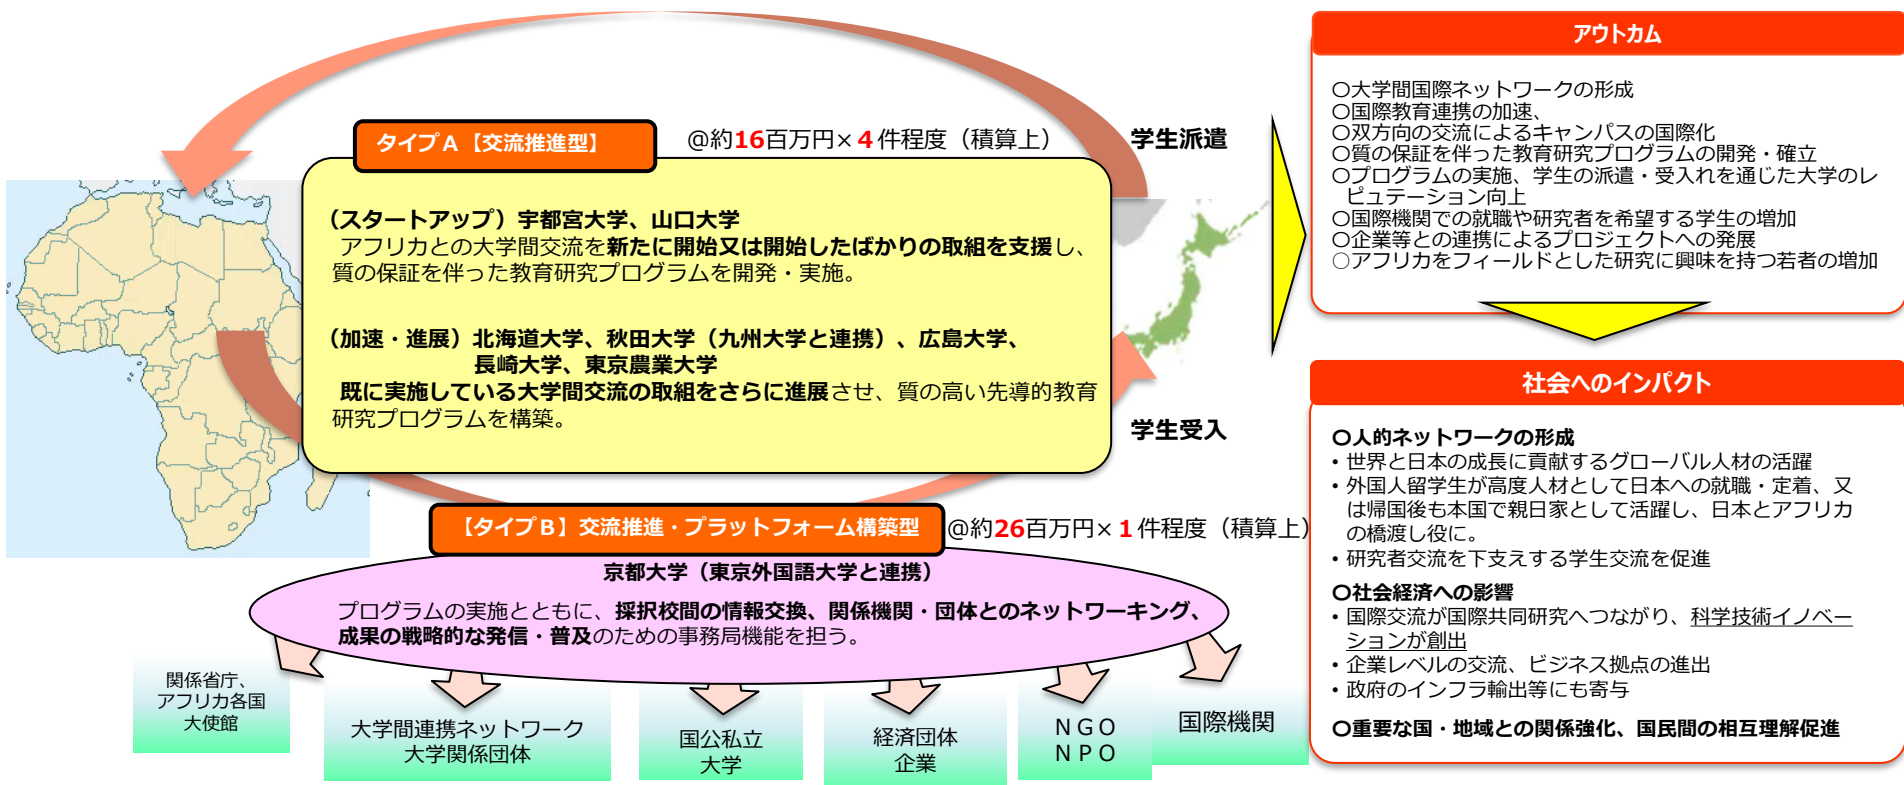 タイプA【交流推進型】
@約16百万円×4件程度（積算上）
学生派遣
（スタートアップ）宇都宮大学、山口大学
アフリカとの大学間交流を新たに開始又は開始したばかりの取組を支援し、
質の保証を伴った教育研究プログラムを開発・実施。
（加速・進展）北海道大学、秋田大学（九州大学と連携）、広島大学、
長崎大学、東京農業大学
既に実施している大学間交流の取組をさらに進展させ、質の高い先導的教育
研究プログラムを構築。
学生受入
【タイプB】交流推進・プラットフォーム構築型
@約26百万円×1件程度（積算上）
京都大学（東京外国語大学と連携）
プログラムの実施とともに、採択校間の情報交換、関係機関・団体とのネットワーキング、
成果の戦略的な発信・普及のための事務局機能を担う。
関係省庁、
アフリカ各国
大使館
大学間連携ネットワーク
大学関係団体
国公私立
大学
経済団体
企業
ＮＧＯ
ＮＰＯ
国際機関
アウトカム
〇大学間国際ネットワークの形成
〇国際教育連携の加速、
〇双方向の交流によるキャンパスの国際化
〇質の保証を伴った教育研究プログラムの開発・確立
〇プログラムの実施、学生の派遣・受入れを通じた大学のレ
ピュテーション向上
〇国際機関での就職や研究者を希望する学生の増加
〇企業等との連携によるプロジェクトへの発展
○アフリカをフィールドとした研究に興味を持つ若者の増加
社会へのインパクト
〇人的ネットワークの形成
・世界と日本の成長に貢献するグローバル人材の活躍
・外国人留学生が高度人材として日本への就職・定着、又
は帰国後も本国で親日家として活躍し、日本とアフリカ
の橋渡し役に。
・研究者交流を下支えする学生交流を促進
〇社会経済への影響
・国際交流が国際共同研究へつながり、科学技術イノベー
ションが創出
・企業レベルの交流、ビジネス拠点の進出
・政府のインフラ輸出等にも寄与
〇重要な国・地域との関係強化、国民間の相互理解促進